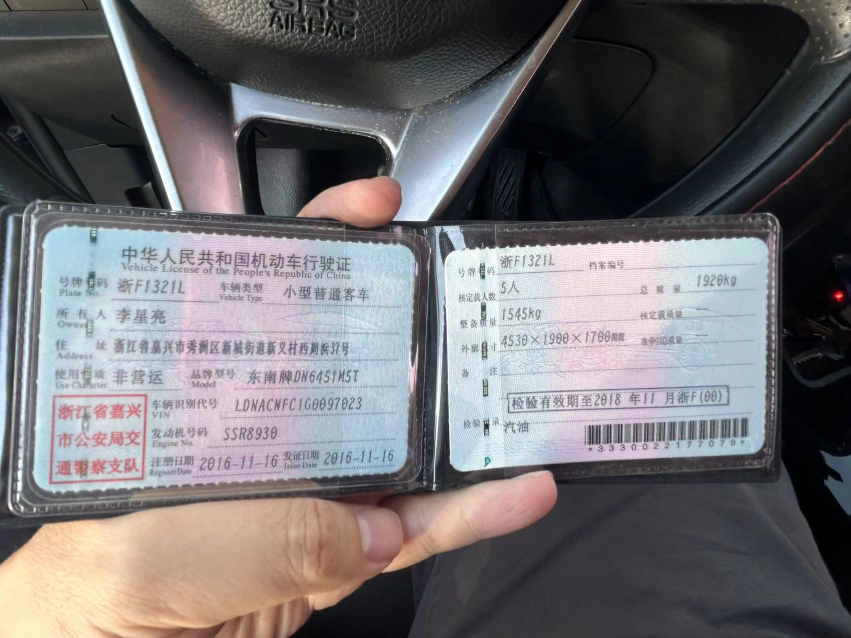 SRS
AIRBAG
中华人民共和国机动车行驶证
Vehicle License of the People's Republic of China
号牌号码 浙F1321L 车辆类型 小型普通客车
Plate No. Vehicle Type
所有人 李星亮
Owner
住址 浙江省嘉兴市秀洲区新城街道新义村西周浜37号
Address
使用性质 非营运 品牌型号 东南牌DN6451M5T
Use Character Model
浙江省嘉兴
市公安局交
通警察支队
车辆识别代号 LDNACNFC1G0097023
VIN
发动机号码 SSR8930
Engine No.
注册日期 2016-11-16 发证日期 2016-11-16
Register Date Issue Date
号牌号码 浙F1321L 档案编号
核定载人数 5人 总质量 1920kg
整备质量 1545kg 核定载质量 --
外廓尺寸 4530×1900×1700mm 准牵引总质量 --
备注
检验有效期至2018 年11 月浙F(00)
检验记录 汽油
*3330022177079*